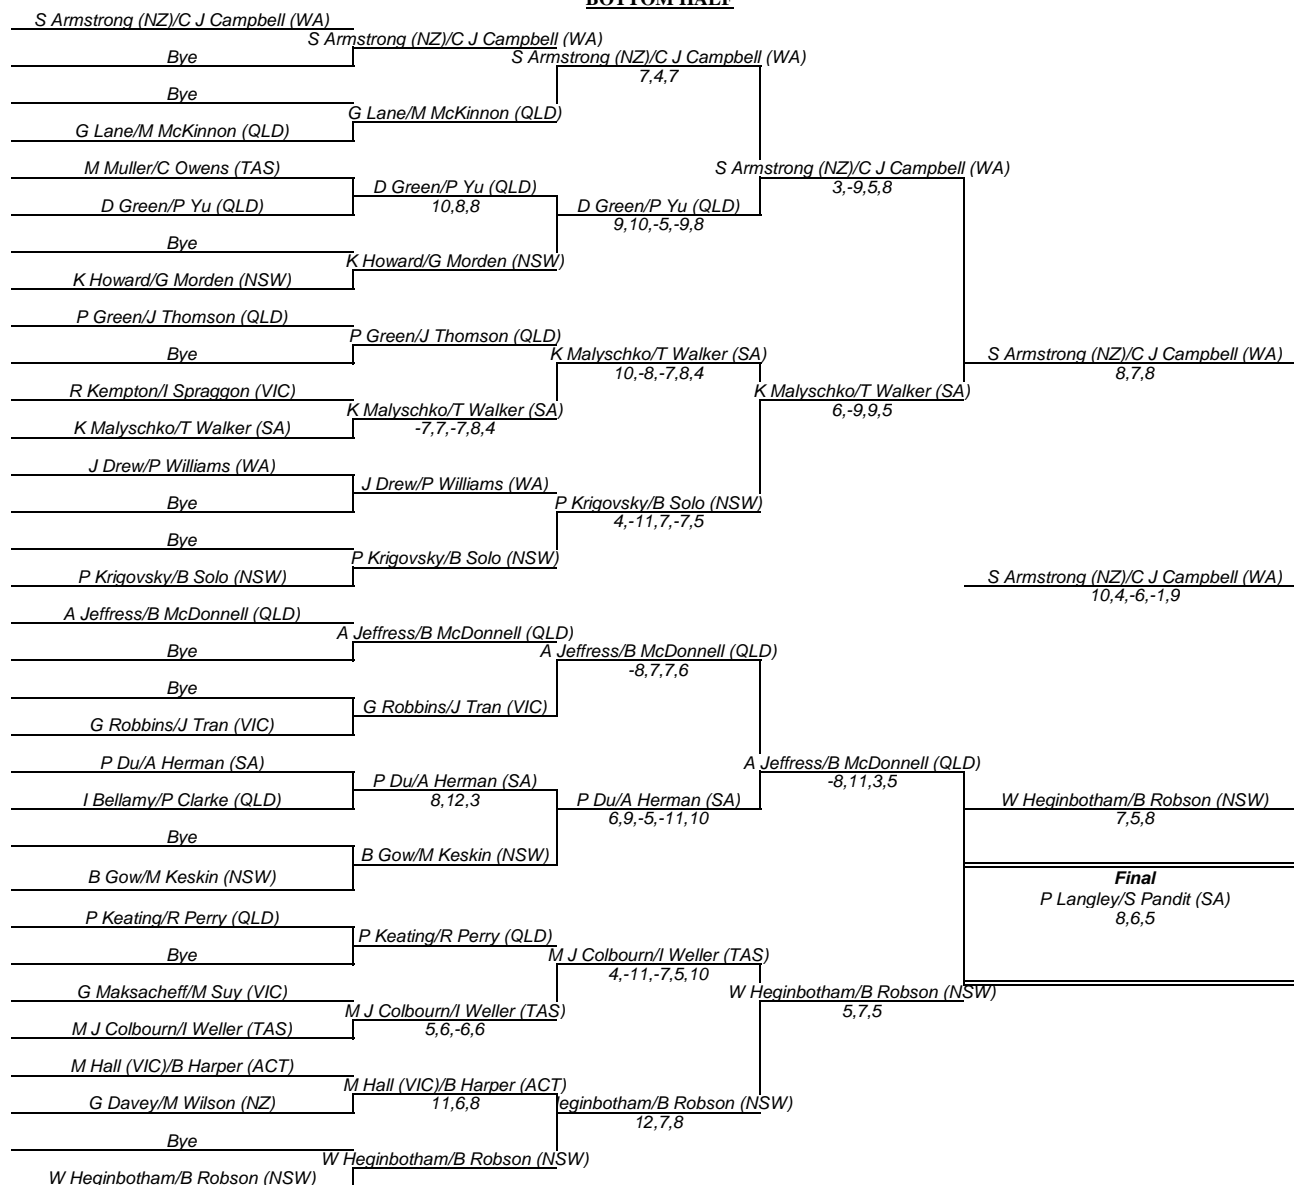 BOTTOM HALF
S Armstrong (NZ)/C J Campbell (WA)
S Armstrong (NZ)/C J Campbell (WA)
Bye
S Armstrong (NZ)/C J Campbell (WA)
7,4,7
Bye
G Lane/M McKinnon (QLD)
G Lane/M McKinnon (QLD)
M Muller/C Owens (TAS)
S Armstrong (NZ)/C J Campbell (WA)
3,-9,5,8
D Green/P Yu (QLD)
10,8,8
D Green/P Yu (QLD)
D Green/P Yu (QLD)
9,10,-5,-9,8
Bye
K Howard/G Morden (NSW)
K Howard/G Morden (NSW)
P Green/J Thomson (QLD)
P Green/J Thomson (QLD)
Bye
K Malyschko/T Walker (SA)
10,-8,-7,8,4
S Armstrong (NZ)/C J Campbell (WA)
8,7,8
R Kempton/I Spraggon (VIC)
K Malyschko/T Walker (SA)
6,-9,9,5
K Malyschko/T Walker (SA)
-7,7,-7,8,4
K Malyschko/T Walker (SA)
J Drew/P Williams (WA)
J Drew/P Williams (WA)
Bye
P Krigovsky/B Solo (NSW)
4,-11,7,-7,5
Bye
P Krigovsky/B Solo (NSW)
P Krigovsky/B Solo (NSW)
S Armstrong (NZ)/C J Campbell (WA)
10,4,-6,-1,9
A Jeffress/B McDonnell (QLD)
A Jeffress/B McDonnell (QLD)
Bye
A Jeffress/B McDonnell (QLD)
-8,7,7,6
Bye
G Robbins/J Tran (VIC)
G Robbins/J Tran (VIC)
P Du/A Herman (SA)
A Jeffress/B McDonnell (QLD)
-8,11,3,5
P Du/A Herman (SA)
8,12,3
I Bellamy/P Clarke (QLD)
P Du/A Herman (SA)
6,9,-5,-11,10
W Heginbotham/B Robson (NSW)
7,5,8
Bye
B Gow/M Keskin (NSW)
B Gow/M Keskin (NSW)
Final
P Langley/S Pandit (SA)
8,6,5
P Keating/R Perry (QLD)
P Keating/R Perry (QLD)
Bye
M J Colbourn/I Weller (TAS)
4,-11,-7,5,10
G Maksacheff/M Suy (VIC)
W Heginbotham/B Robson (NSW)
5,7,5
M J Colbourn/I Weller (TAS)
5,6,-6,6
M J Colbourn/I Weller (TAS)
M Hall (VIC)/B Harper (ACT)
M Hall (VIC)/B Harper (ACT)
11,6,8
G Davey/M Wilson (NZ)
eginbotham/B Robson (NSW)
12,7,8
Bye
W Heginbotham/B Robson (NSW)
W Heginbotham/B Robson (NSW)